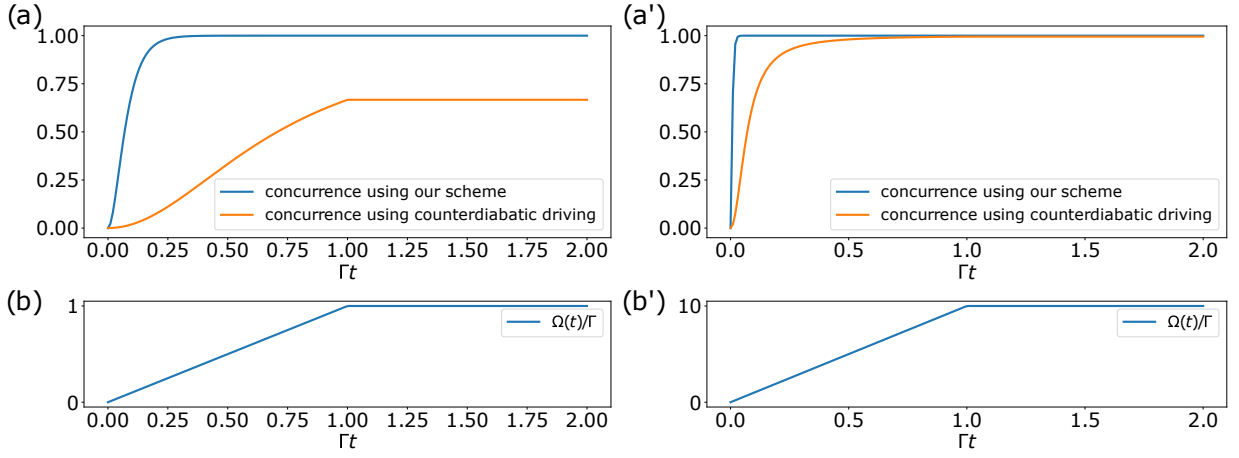 (a)
1.00
0.75
0.50
0.25
0.00
concurrence using our scheme
concurrence using counterdiabatic driving
0.00 0.25 0.50 0.75 1.00 1.25 1.50 1.75 2.00
Γt
(a')
1.00
0.75
0.50
0.25
0.00
concurrence using our scheme
concurrence using counterdiabatic driving
0.0 0.5 1.0 1.5 2.0
Γt
(b)
1
0
Ω(t)/Γ
0.00 0.25 0.50 0.75 1.00 1.25 1.50 1.75 2.00
Γt
(b')
10
0
Ω(t)/Γ
0.0 0.5 1.0 1.5 2.0
Γt